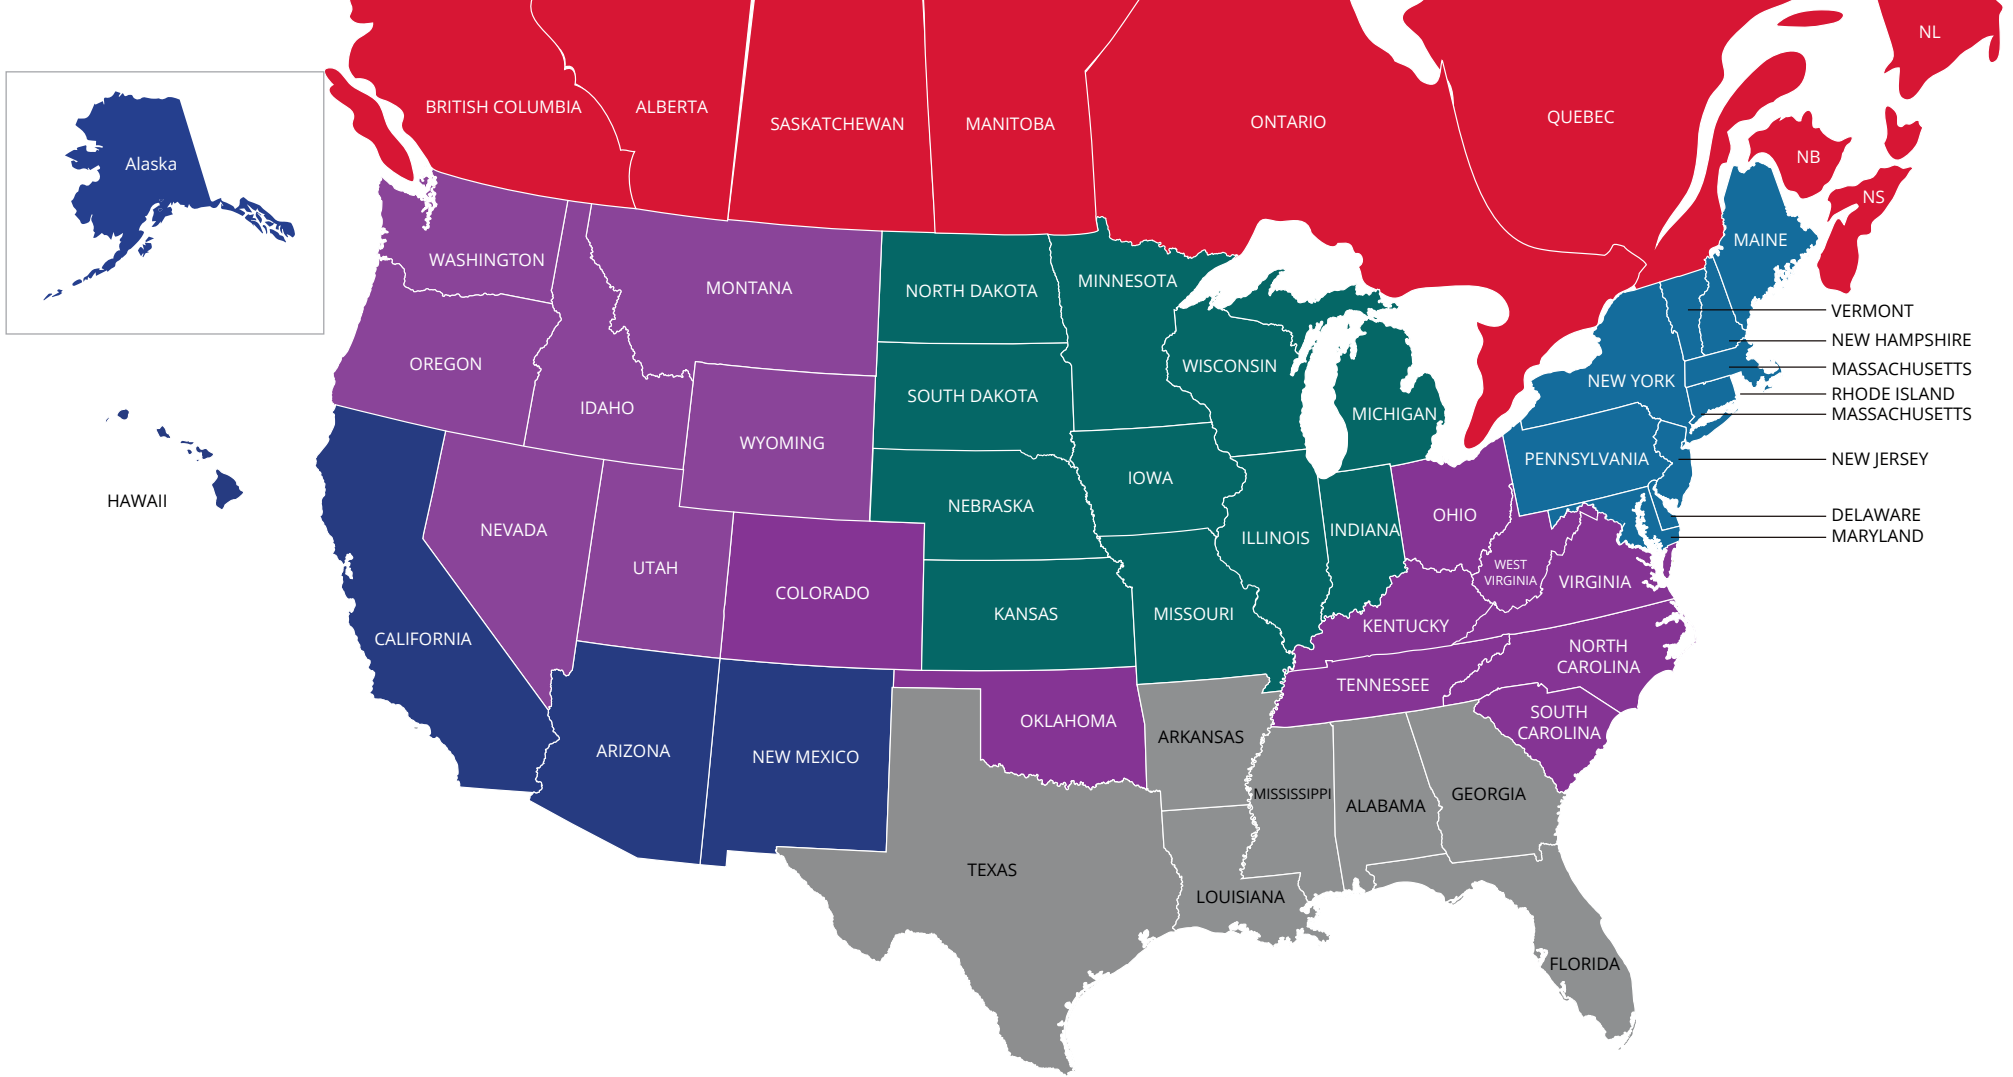 NL
BRITISH COLUMBIA
ALBERTA
SASKATCHEWAN
MANITOBA
ONTARIO
QUEBEC
NB
NS
Alaska
WASHINGTON
MONTANA
NORTH DAKOTA
MINNESOTA
MAINE
VERMONT
NEW HAMPSHIRE
MASSACHUSETTS
RHODE ISLAND
MASSACHUSETTS
OREGON
IDAHO
WYOMING
SOUTH DAKOTA
WISCONSIN
MICHIGAN
NEW YORK
PENNSYLVANIA
NEW JERSEY
DELAWARE
MARYLAND
HAWAII
NEVADA
UTAH
COLORADO
NEBRASKA
IOWA
ILLINOIS
INDIANA
OHIO
WEST
VIRGINIA
VIRGINIA
CALIFORNIA
KANSAS
MISSOURI
KENTUCKY
NORTH
CAROLINA
TENNESSEE
SOUTH
CAROLINA
ARIZONA
NEW MEXICO
OKLAHOMA
ARKANSAS
MISSISSIPPI
ALABAMA
GEORGIA
TEXAS
LOUISIANA
FLORIDA